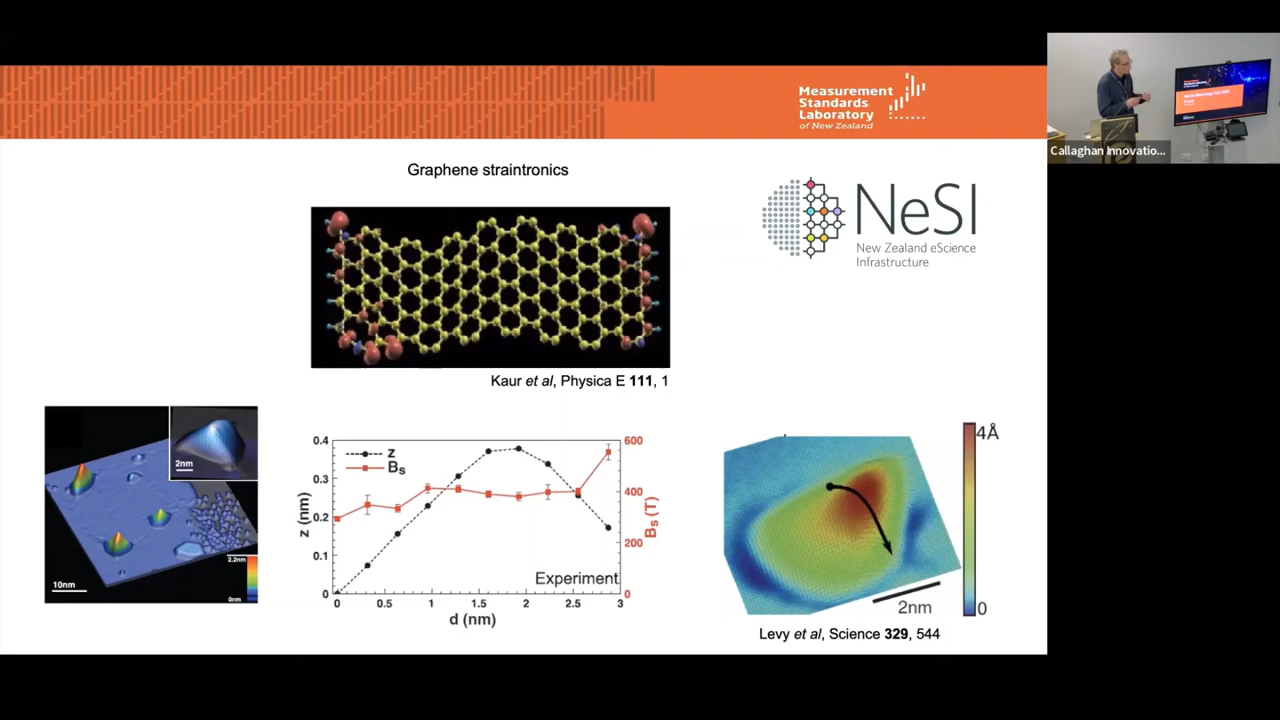 Measurement
Standards
Laboratory
of New Zealand
Callaghan Innovatio...
Graphene straintronics
NeSI
New Zealand eScience
Infrastructure
Kaur et al, Physica E 111, 1
2nm
10nm
2.2nm
0nm
0.4
0.3
0.2
0.1
0
z (nm)
z
Bs
Experiment
0
0.5
1
1.5
2
2.5
3
d (nm)
600
400
200
0
Bs (T)
4Å
0
2nm
Levy et al, Science 329, 544